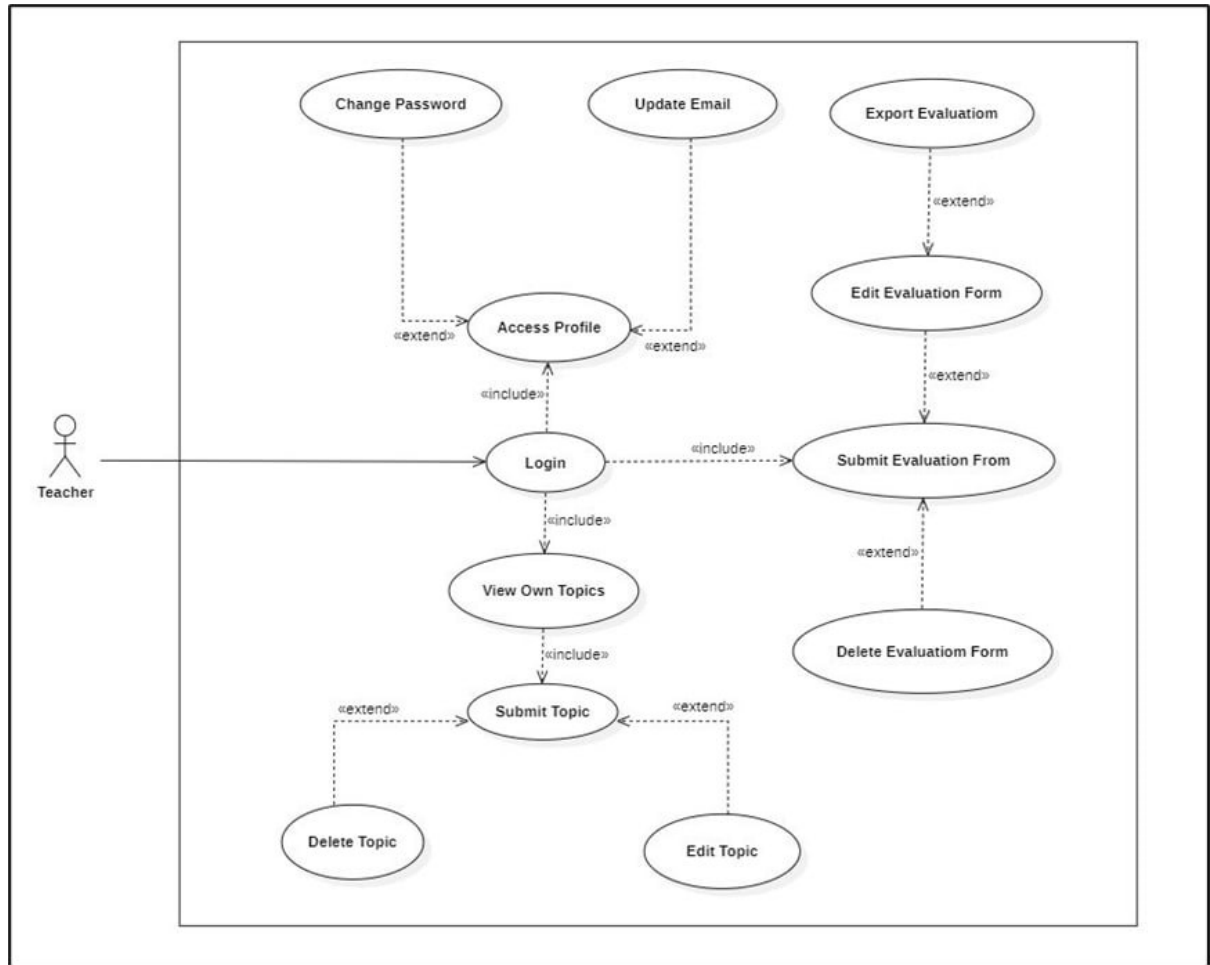 Change Password
Update Email
Export Evaluatiom
«extend»
Edit Evaluation Form
Access Profile
«extend»
«extend»
«extend»
«include»
Teacher
Login
«include»
Submit Evaluation From
«include»
«extend»
View Own Topics
Delete Evaluatiom Form
«include»
Submit Topic
«extend»
«extend»
Delete Topic
Edit Topic